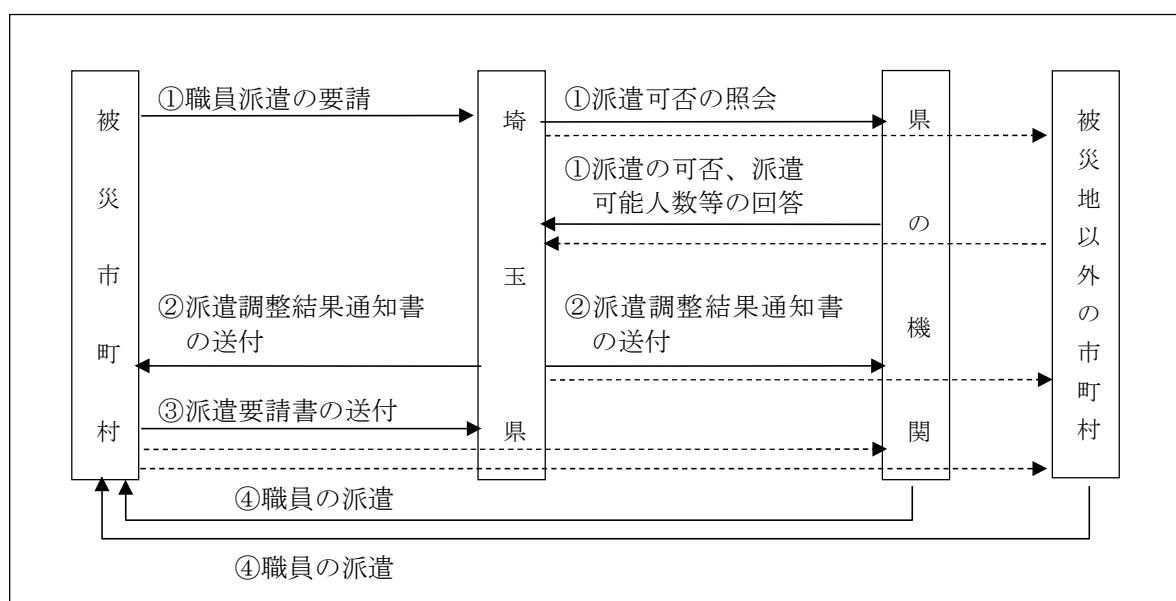 被災市町村
①職員派遣の要請
埼玉県
①派遣可否の照会
県の機関
被災地以外の市町村
①派遣の可否、派遣
可能人数等の回答
②派遣調整結果通知書
の送付
②派遣調整結果通知書
の送付
③派遣要請書の送付
④職員の派遣
④職員の派遣